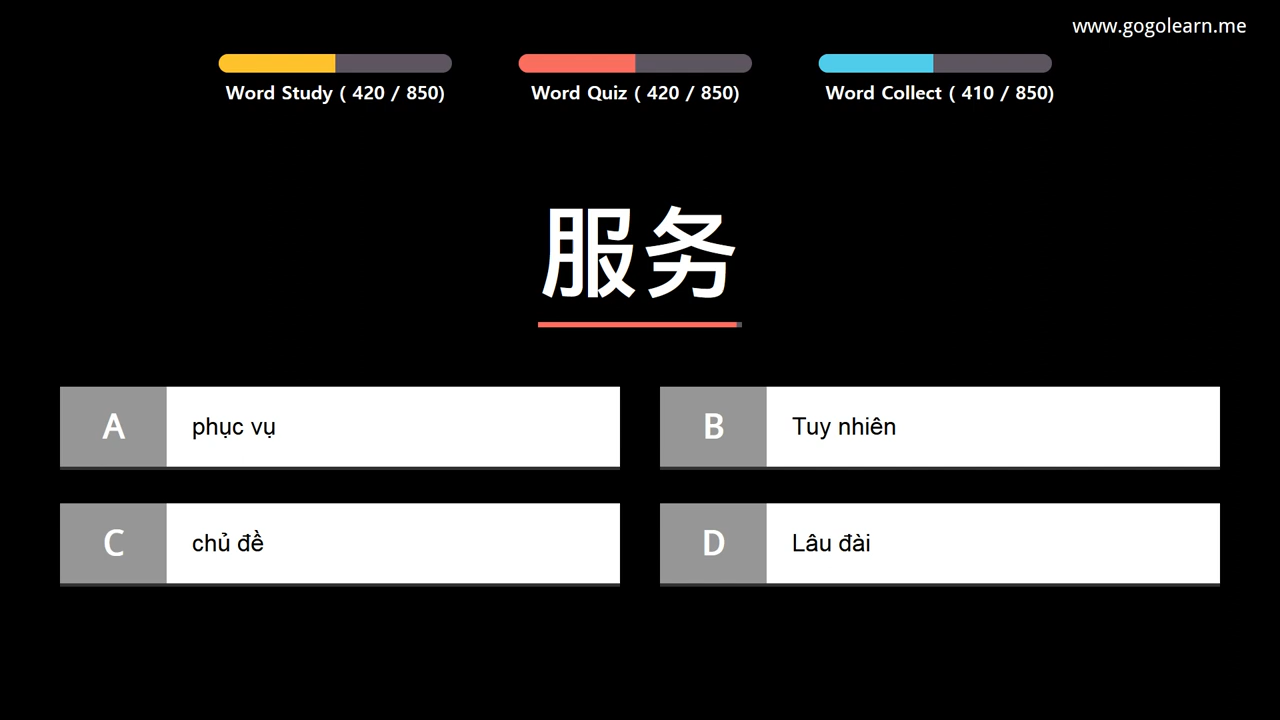 www.gogolearn.me
Word Study ( 420 / 850)
Word Quiz ( 420 / 850)
Word Collect ( 410 / 850)
服务
A
phục vụ
B
Tuy nhiên
C
chủ đề
D
Lâu đài